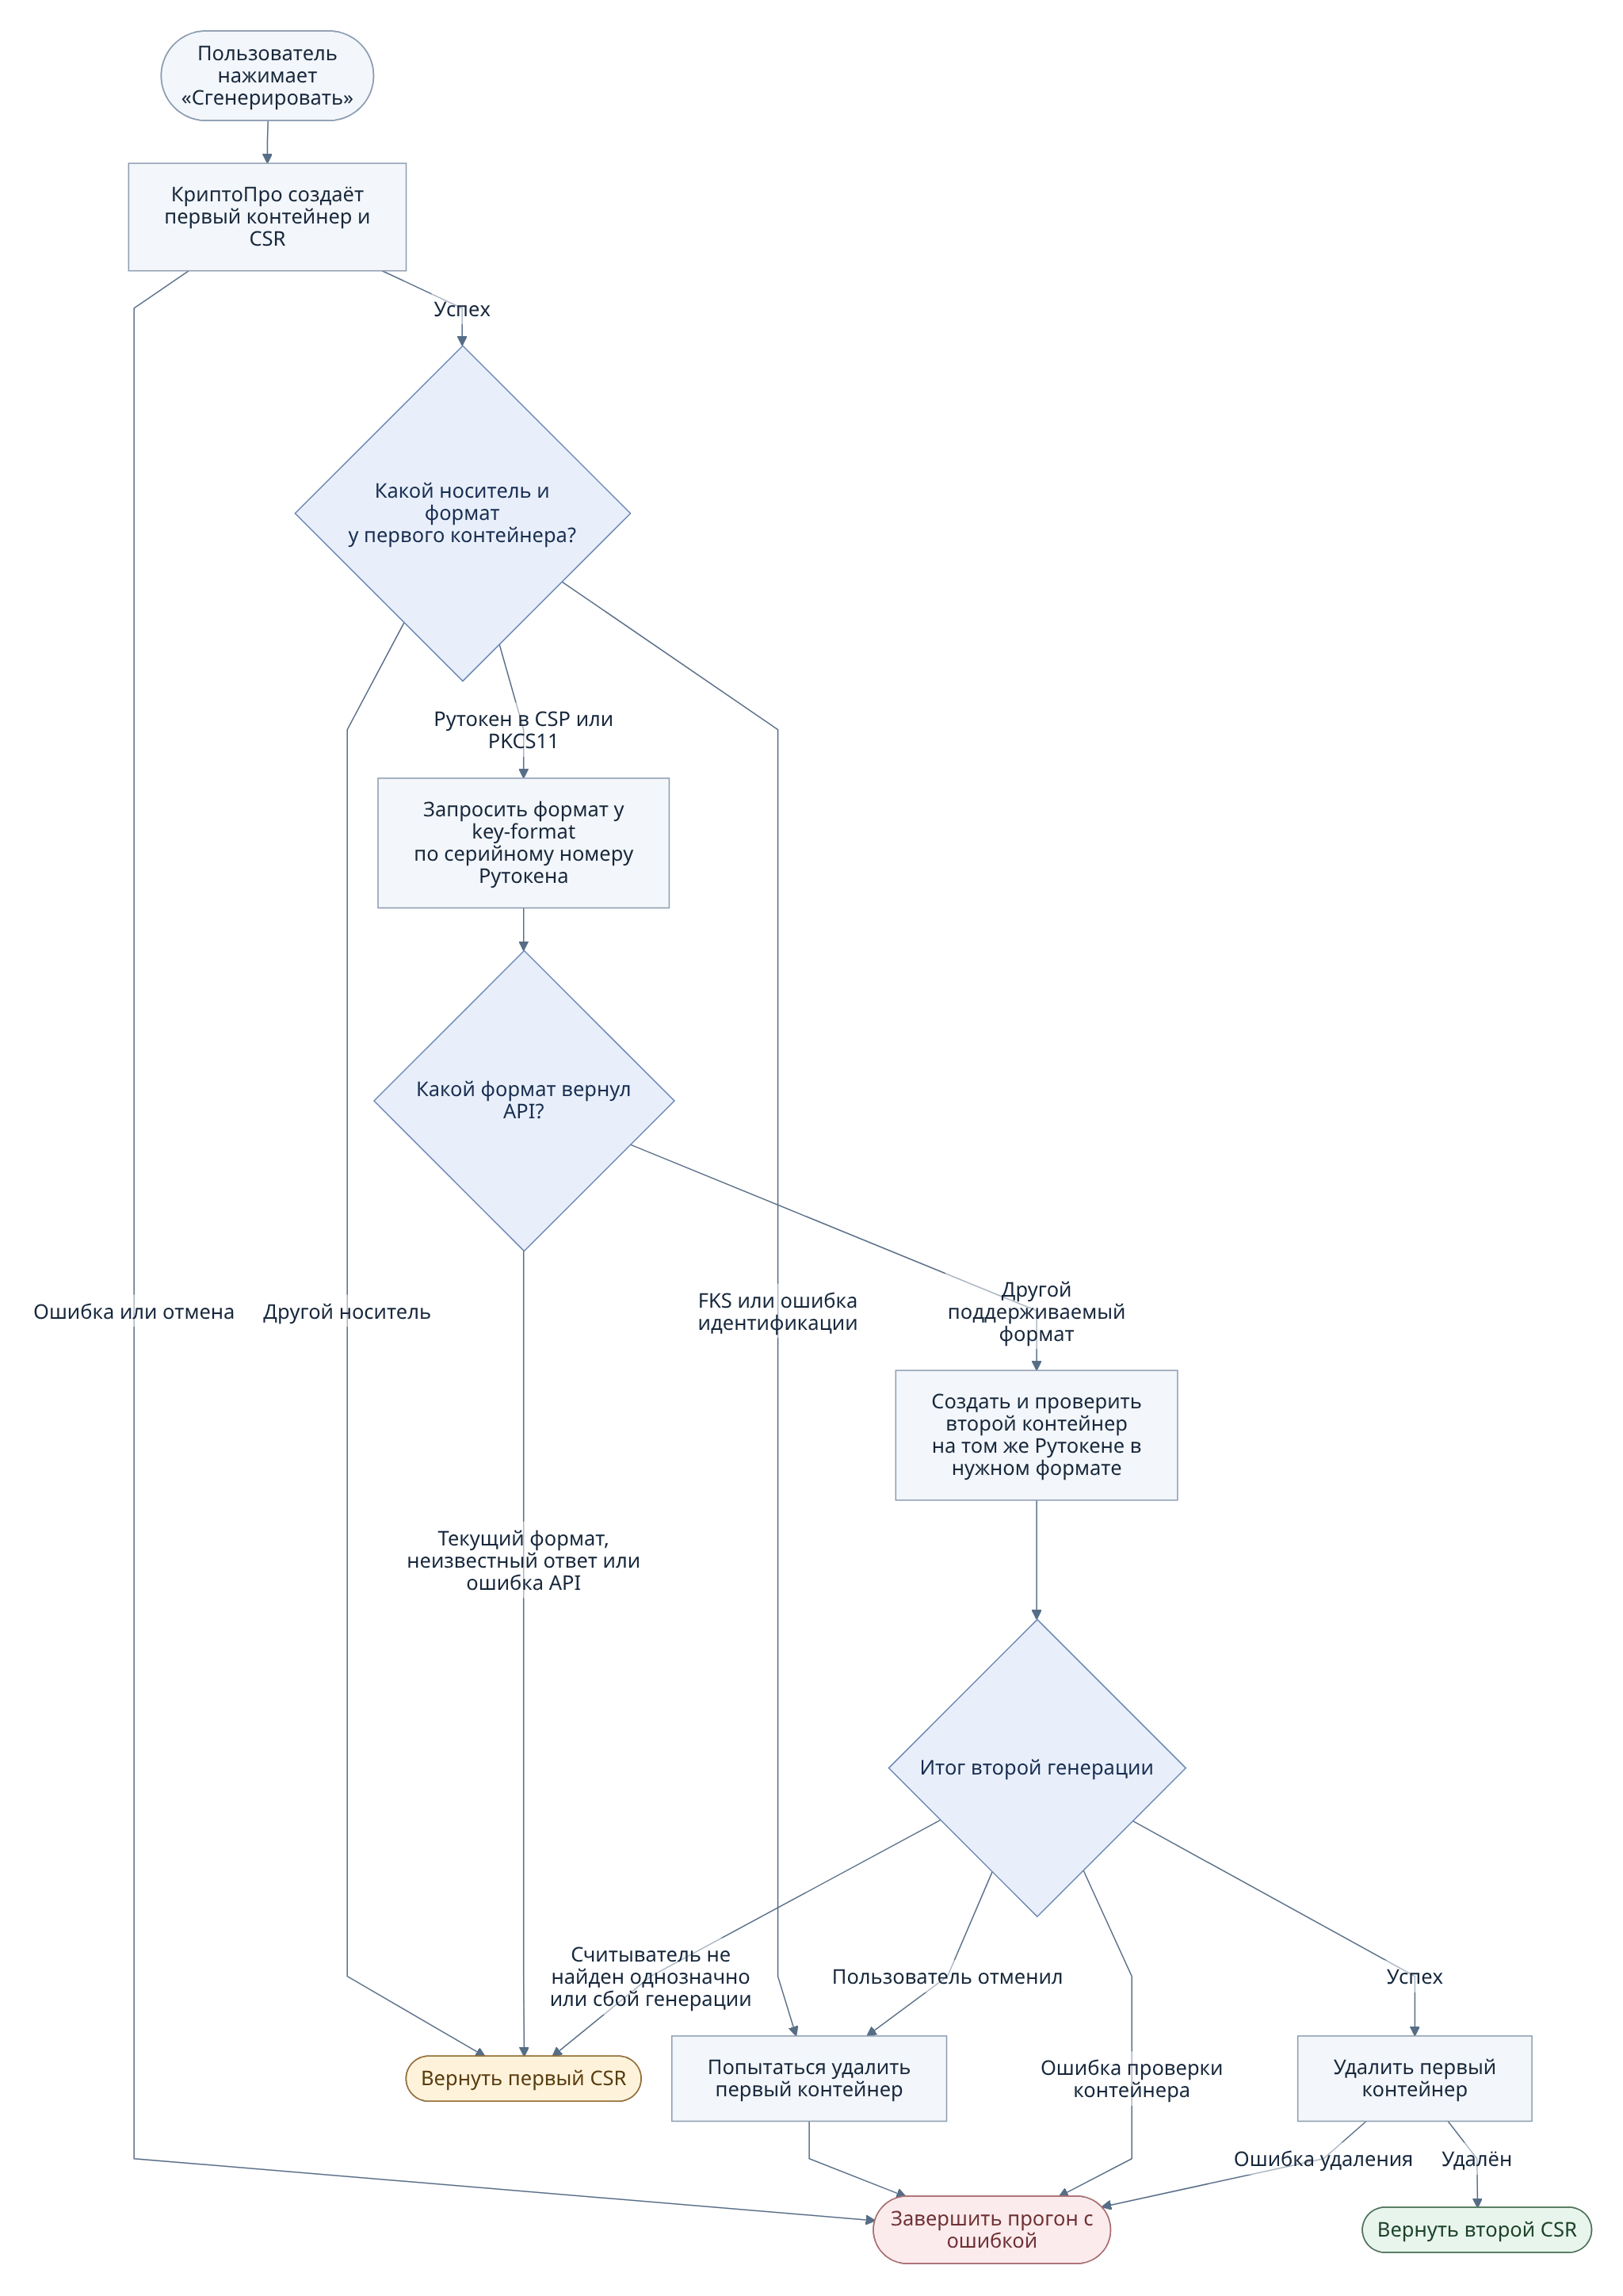 Пользователь
нажимает
«Сгенерировать»
КриптоПро создаёт
первый контейнер и
CSR
Успех
Какой носитель и
формат
у первого контейнера?
Рутокен в CSP или
PKCS11
Запросить формат у
key-format
по серийному номеру
Рутокена
Какой формат вернул
API?
Ошибка или отмена
Другой носитель
FKS или ошибка
идентификации
Другой
поддерживаемый
формат
Создать и проверить
второй контейнер
на том же Рутокене в
нужном формате
Текущий формат,
неизвестный ответ или
ошибка API
Итог второй генерации
Считыватель не
найден однозначно
или сбой генерации
Пользователь отменил
Успех
Вернуть первый CSR
Попытаться удалить
первый контейнер
Ошибка проверки
контейнера
Удалить первый
контейнер
Ошибка удаления
Удалён
Завершить прогон с
ошибкой
Вернуть второй CSR